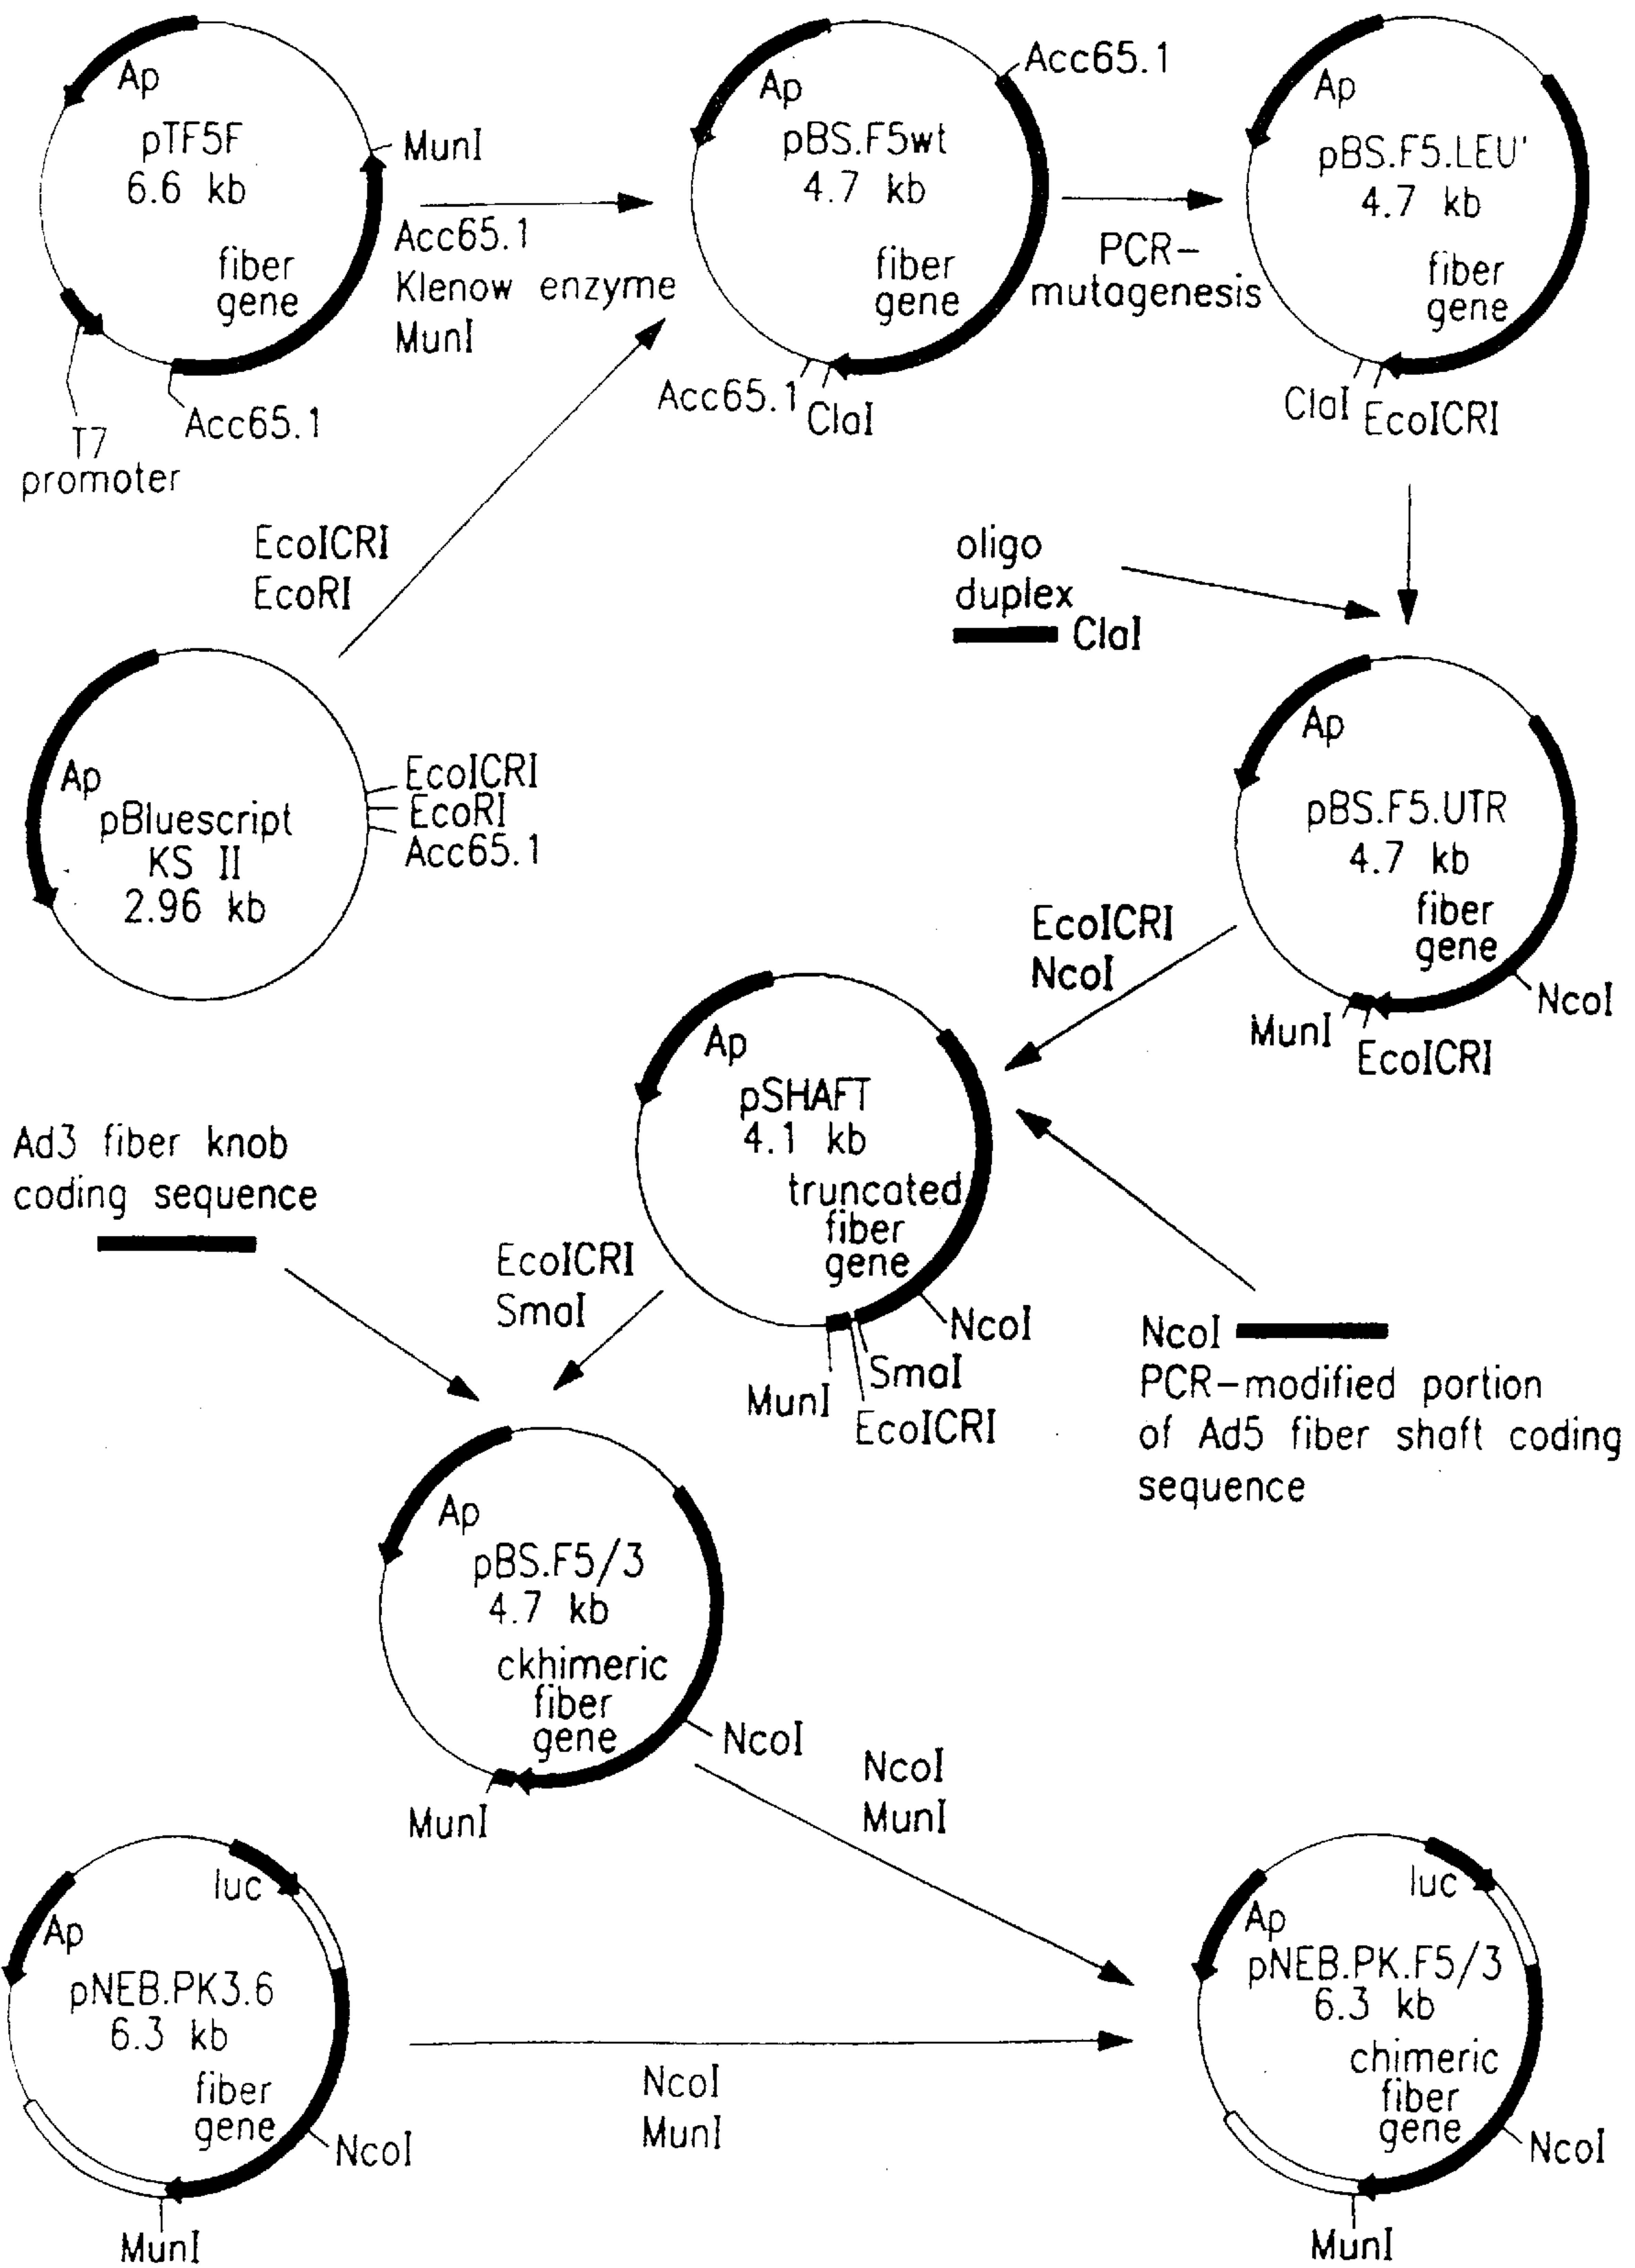 Ap
pTF5F
6.6 kb
MunI
fiber
gene
Acc65.1
T7
promoter
Acc65.1
Klenow enzyme
MunI
Acc65.1
Ap
pBS.F5wt
4.7 kb
fiber
gene
Acc65.1
ClaI
PCR-
mutagenesis
Ap
pBS.F5.LEU'
4.7 kb
fiber
gene
ClaI
EcoICRI
EcoICRI
EcoRI
oligo
duplex
ClaI
Ap
pBluescript
KS II
2.96 kb
EcoICRI
EcoRI
Acc65.1
Ap
pBS.F5.UTR
4.7 kb
fiber
gene
NcoI
MunI
EcoICRI
EcoICRI
NcoI
Ap
pSHAFT
4.1 kb
truncated
fiber
gene
NcoI
SmaI
MunI
EcoICRI
Ad3 fiber knob
coding sequence
EcoICRI
SmaI
NcoI
PCR-modified portion
of Ad5 fiber shaft coding
sequence
Ap
pBS.F5/3
4.7 kb
ckhimeric
fiber
gene
NcoI
MunI
NcoI
MunI
luc
Ap
pNEB.PK3.6
6.3 kb
fiber
gene
NcoI
MunI
NcoI
MunI
luc
Ap
pNEB.PK.F5/3
6.3 kb
chimeric
fiber
gene
NcoI
MunI